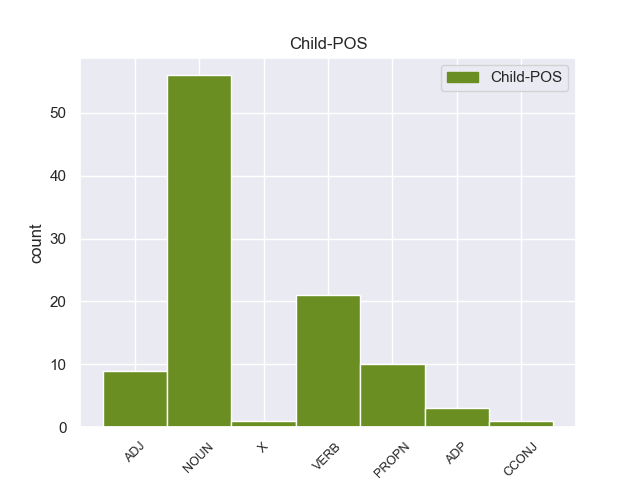 Child-POS
Child-POS
count
50
40
30
20
10
0
ADJ
NOUN
X
VERB
PROPN
ADP
CCONJ